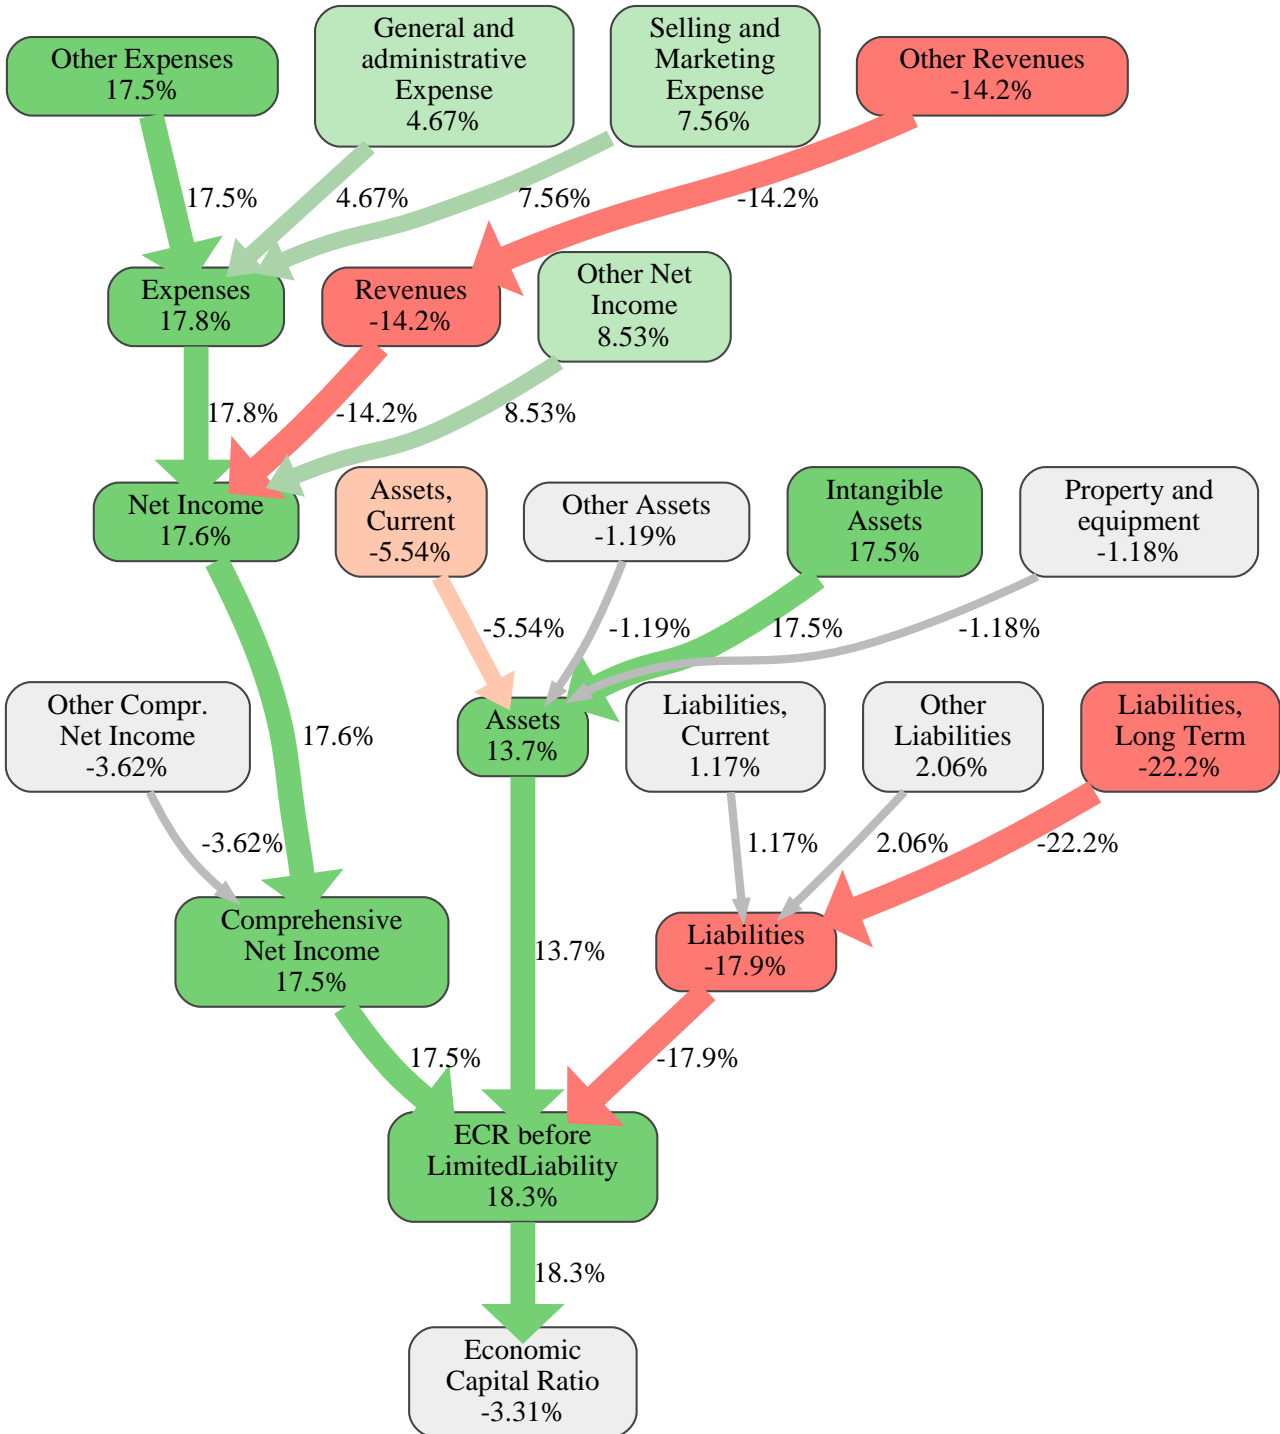 Other Expenses
17.5%
General and
administrative
Expense
4.67%
Selling and
Marketing
Expense
7.56%
Other Revenues
-14.2%
17.5%
4.67%
7.56%
-14.2%
Expenses
17.8%
Revenues
-14.2%
Other Net
Income
8.53%
17.8%
-14.2%
8.53%
Net Income
17.6%
Assets,
Current
-5.54%
Other Assets
-1.19%
Intangible
Assets
17.5%
Property and
equipment
-1.18%
-5.54%
-1.19%
17.5%
-1.18%
Other Compr.
Net Income
-3.62%
17.6%
Assets
13.7%
Liabilities,
Current
1.17%
Other
Liabilities
2.06%
Liabilities,
Long Term
-22.2%
-3.62%
1.17%
2.06%
-22.2%
Comprehensive
Net Income
17.5%
13.7%
Liabilities
-17.9%
17.5%
-17.9%
ECR before
LimitedLiability
18.3%
18.3%
Economic
Capital Ratio
-3.31%